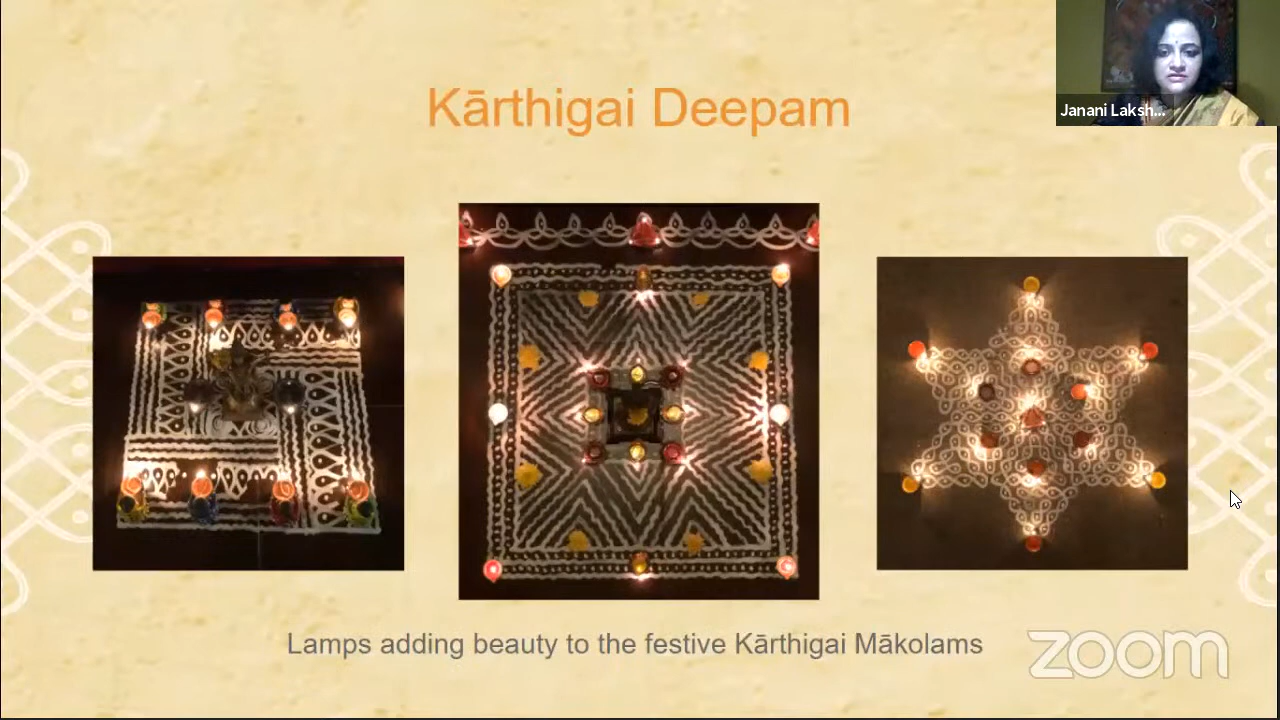 Kārthigai Deepam
Janani Laksh...
Lamps adding beauty to the festive Kārthigai Mākolams
zoom